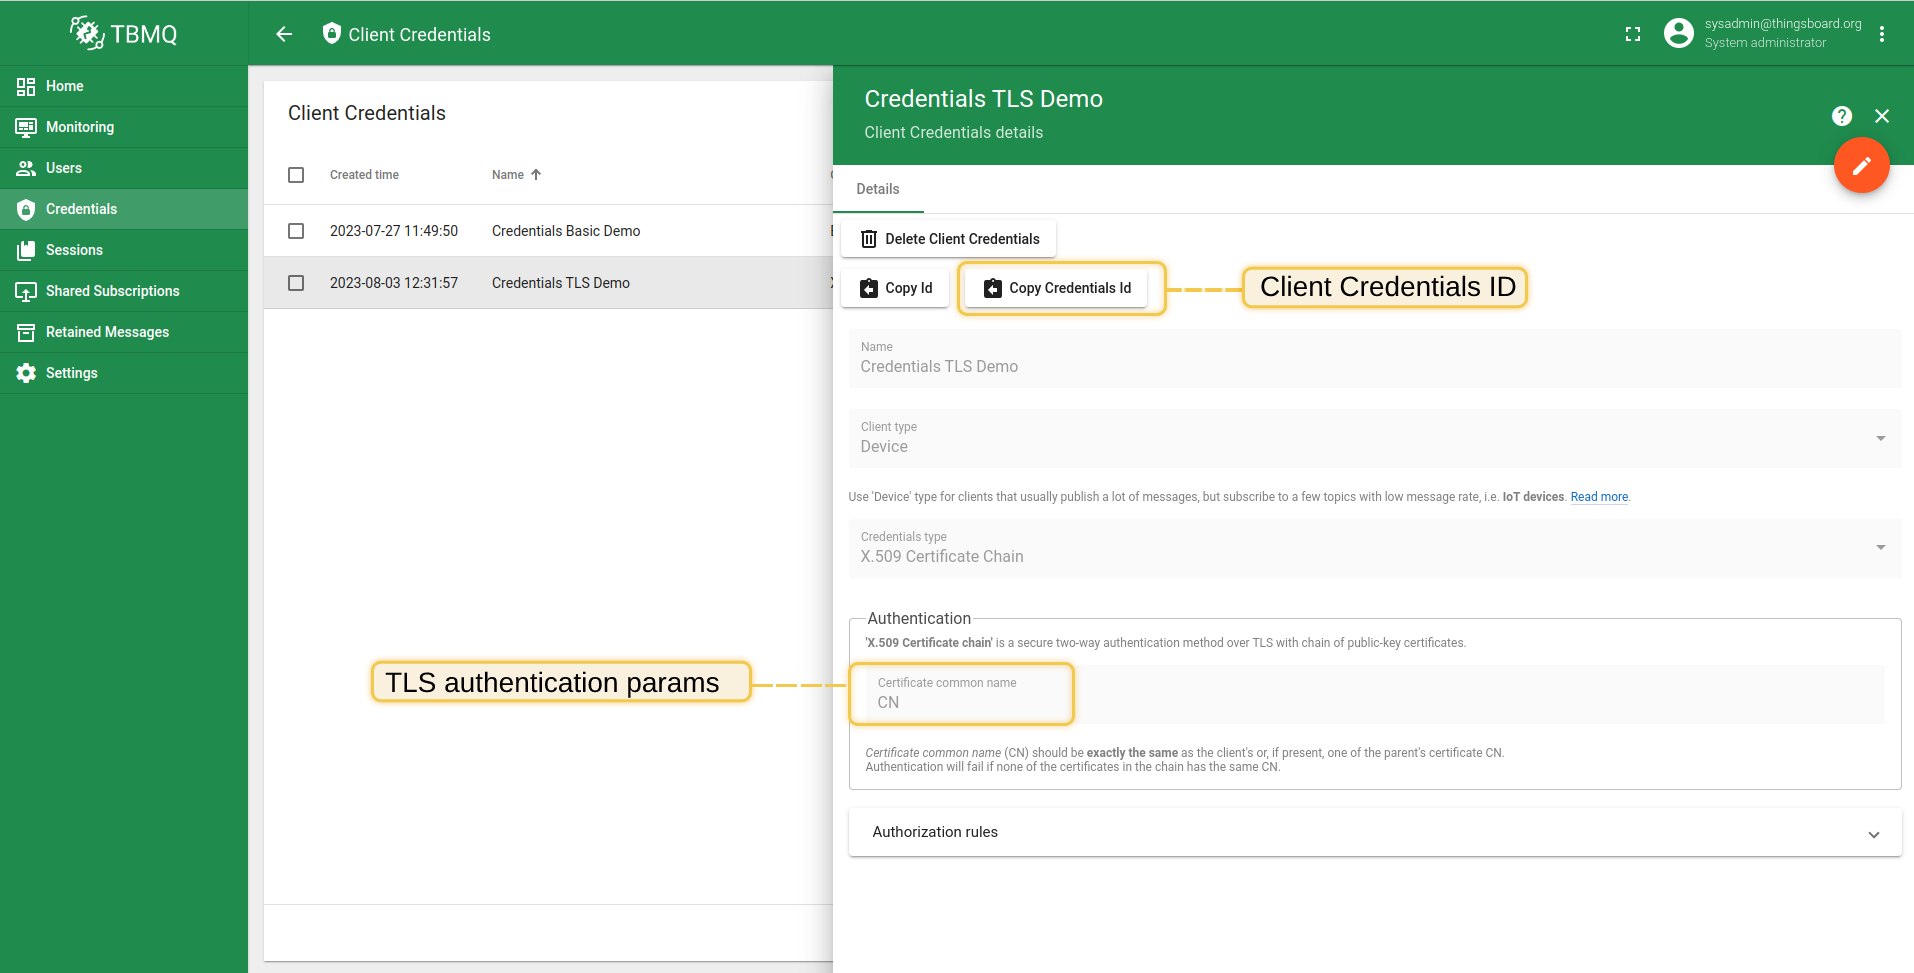 TBMQ
Client Credentials
sysadmin@thingsboard.org
System administrator
Home
Monitoring
Users
Credentials
Sessions
Shared Subscriptions
Retained Messages
Settings
Client Credentials
Created time
Name
2023-07-27 11:49:50
Credentials Basic Demo
2023-08-03 12:31:57
Credentials TLS Demo
Credentials TLS Demo
Client Credentials details
Details
Delete Client Credentials
Copy Id
Copy Credentials Id
Client Credentials ID
Name
Credentials TLS Demo
Client type
Device
Use 'Device' type for clients that usually publish a lot of messages, but subscribe to a few topics with low message rate, i.e. IoT devices. Read more.
Credentials type
X.509 Certificate Chain
Authentication
'X.509 Certificate chain' is a secure two-way authentication method over TLS with chain of public-key certificates.
TLS authentication params
Certificate common name
CN
Certificate common name (CN) should be exactly the same as the client's or, if present, one of the parent's certificate CN.
Authentication will fail if none of the certificates in the chain has the same CN.
Authorization rules